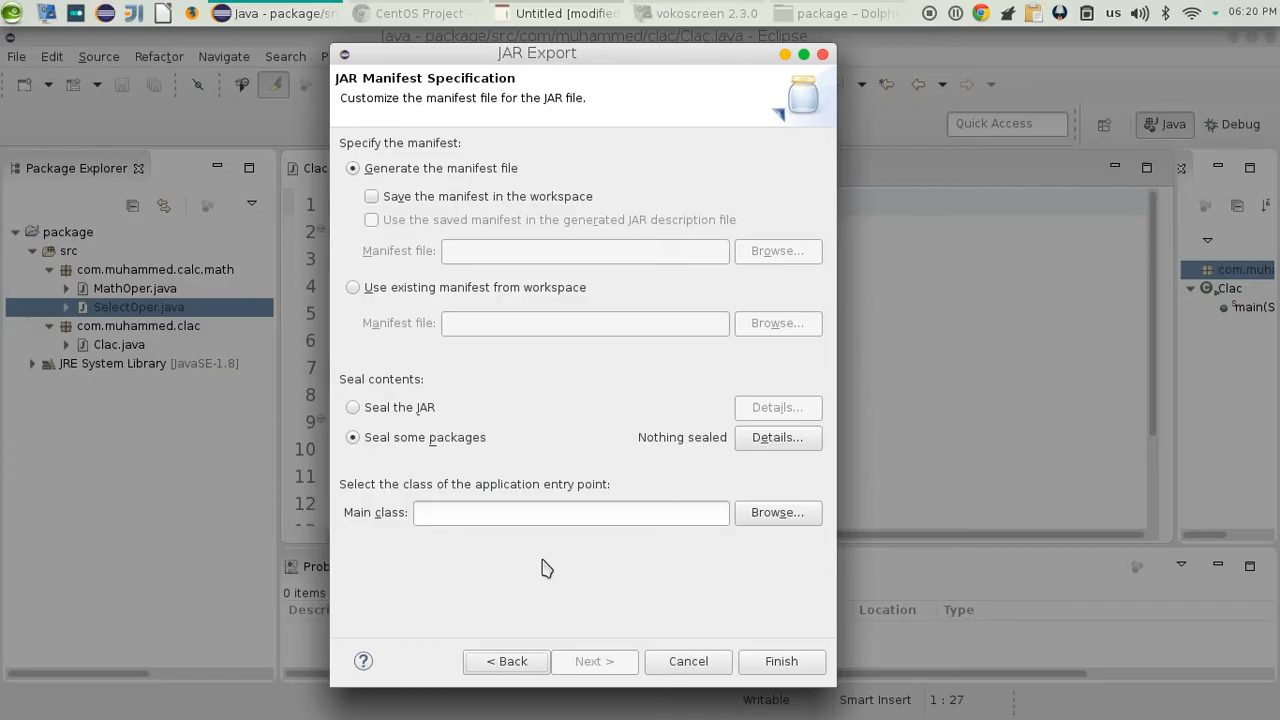 Java - package/sr
CentOS Project -
Untitled [modified
vokoscreen 2.3.0
package – Dolph
us
06:20 PM
Java - package/src/com/muhammed/clac/Clac.java - Eclipse
File Edit Source Refactor Navigate Search
JAR Export
JAR Manifest Specification
Customize the manifest file for the JAR file.
Quick Access
Java
Debug
Package Explorer
package
src
com.muhammed.calc.math
MathOper.java
SelectOper.java
com.muhammed.clac
Clac.java
JRE System Library [JavaSE-1.8]
Clac
1
2
3
4
5
6
7
8
9
10
11
12
Specify the manifest:
Generate the manifest file
Save the manifest in the workspace
Use the saved manifest in the generated JAR description file
Manifest file:
Browse...
Use existing manifest from workspace
Manifest file:
Browse...
Seal contents:
Seal the JAR
Details...
Seal some packages
Nothing sealed
Details...
Select the class of the application entry point:
Main class:
Browse...
< Back
Next >
Cancel
Finish
com.muha
Clac
main(S
Prob
0 items
Descri
Location
Type
Writable
Smart Insert
1 : 27